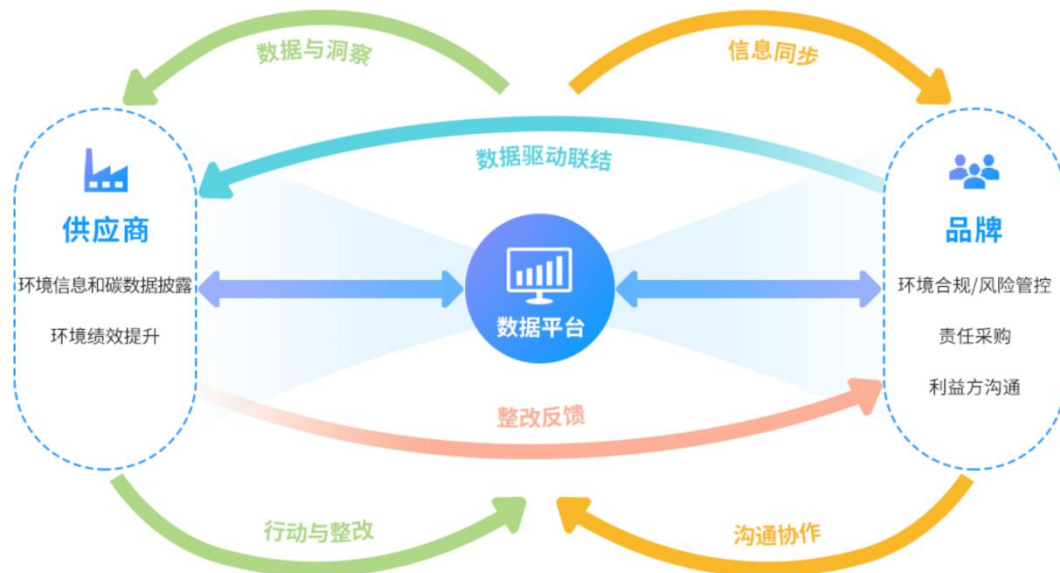 数据与洞察
信息同步
数据驱动联结
供应商
环境信息和碳数据披露
环境绩效提升
数据平台
品牌
环境合规/风险管控
责任采购
利益方沟通
整改反馈
行动与整改
沟通协作